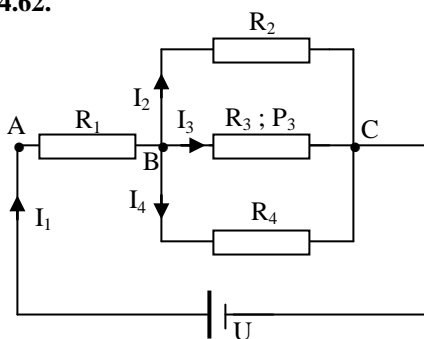 4.62.
R₂
I₂
A
R₁
I₃
R₃ ; P₃
C
B
I₄
R₄
I₁
U